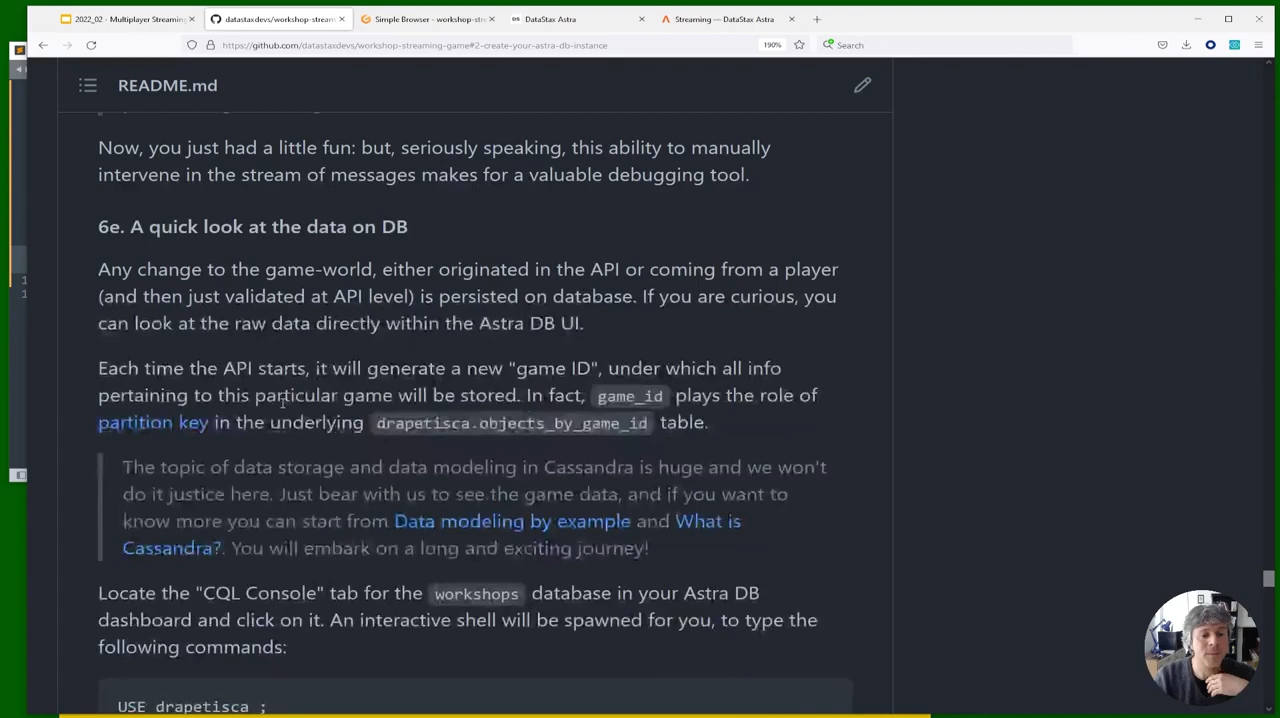 2022_02 - Multiplayer Streaming
datastaxdevs/workshop-stream
Simple Browser - workshop-stre
DataStax Astra
Streaming — DataStax Astra
https://github.com/datastaxdevs/workshop-streaming-game#2-create-your-astra-db-instance
190%
Search
README.md
Now, you just had a little fun: but, seriously speaking, this ability to manually
intervene in the stream of messages makes for a valuable debugging tool.
6e. A quick look at the data on DB
Any change to the game-world, either originated in the API or coming from a player
(and then just validated at API level) is persisted on database. If you are curious, you
can look at the raw data directly within the Astra DB UI.
Each time the API starts, it will generate a new "game ID", under which all info
pertaining to this particular game will be stored. In fact, game_id plays the role of
partition key in the underlying drapetisca.objects_by_game_id table.
The topic of data storage and data modeling in Cassandra is huge and we won't
do it justice here. Just bear with us to see the game data, and if you want to
know more you can start from Data modeling by example and What is
Cassandra?. You will embark on a long and exciting journey!
Locate the "CQL Console" tab for the workshops database in your Astra DB
dashboard and click on it. An interactive shell will be spawned for you, to type the
following commands:
USE drapetisca ;